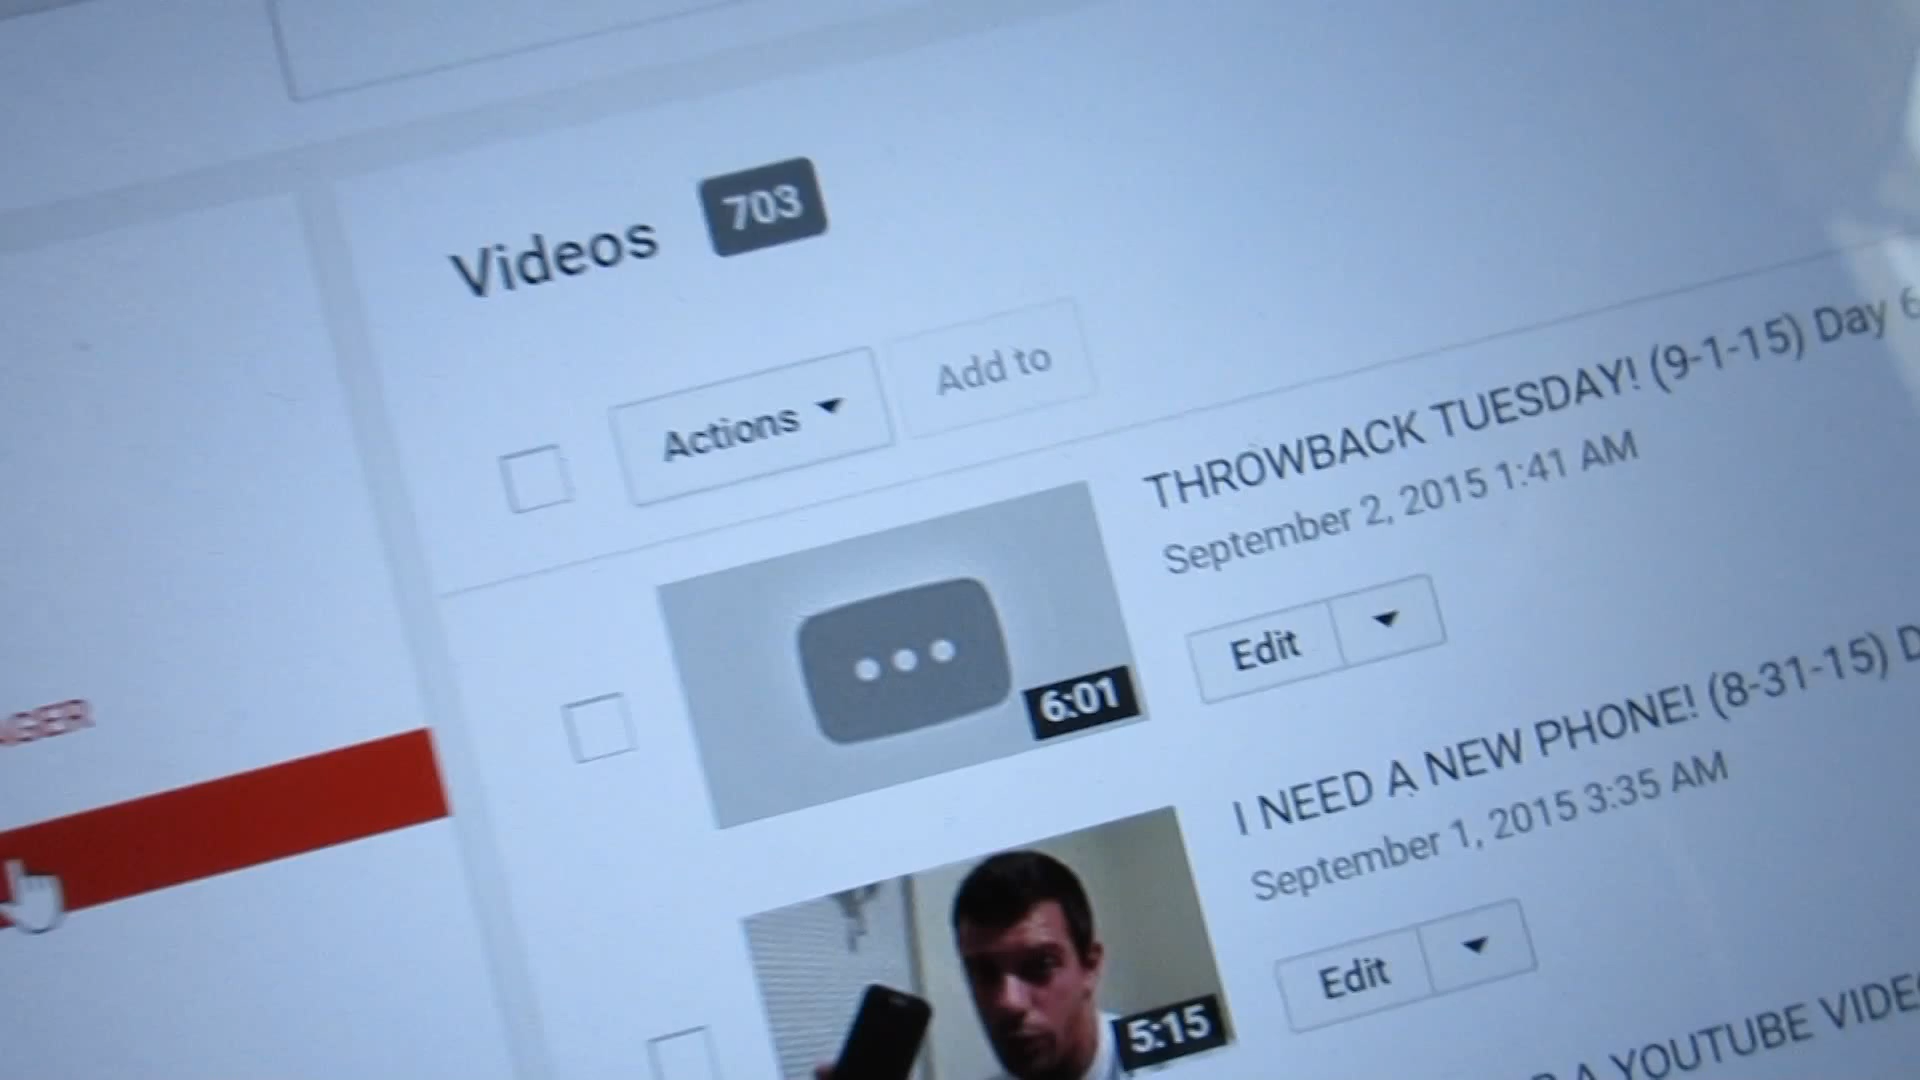 Videos 703
Actions Add to
THROWBACK TUESDAY! (9-1-15) Day
September 2, 2015 1:41 AM
6:01
Edit
I NEED A NEW PHONE! (8-31-15)
September 1, 2015 3:35 AM
5:15
Edit
A YOUTUBE